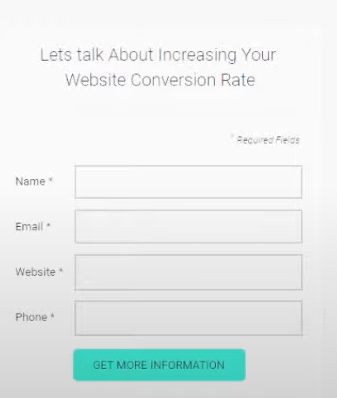 Lets talk About Increasing Your
Website Conversion Rate
* Required Fields
Name *
Email *
Website *
Phone *
GET MORE INFORMATION